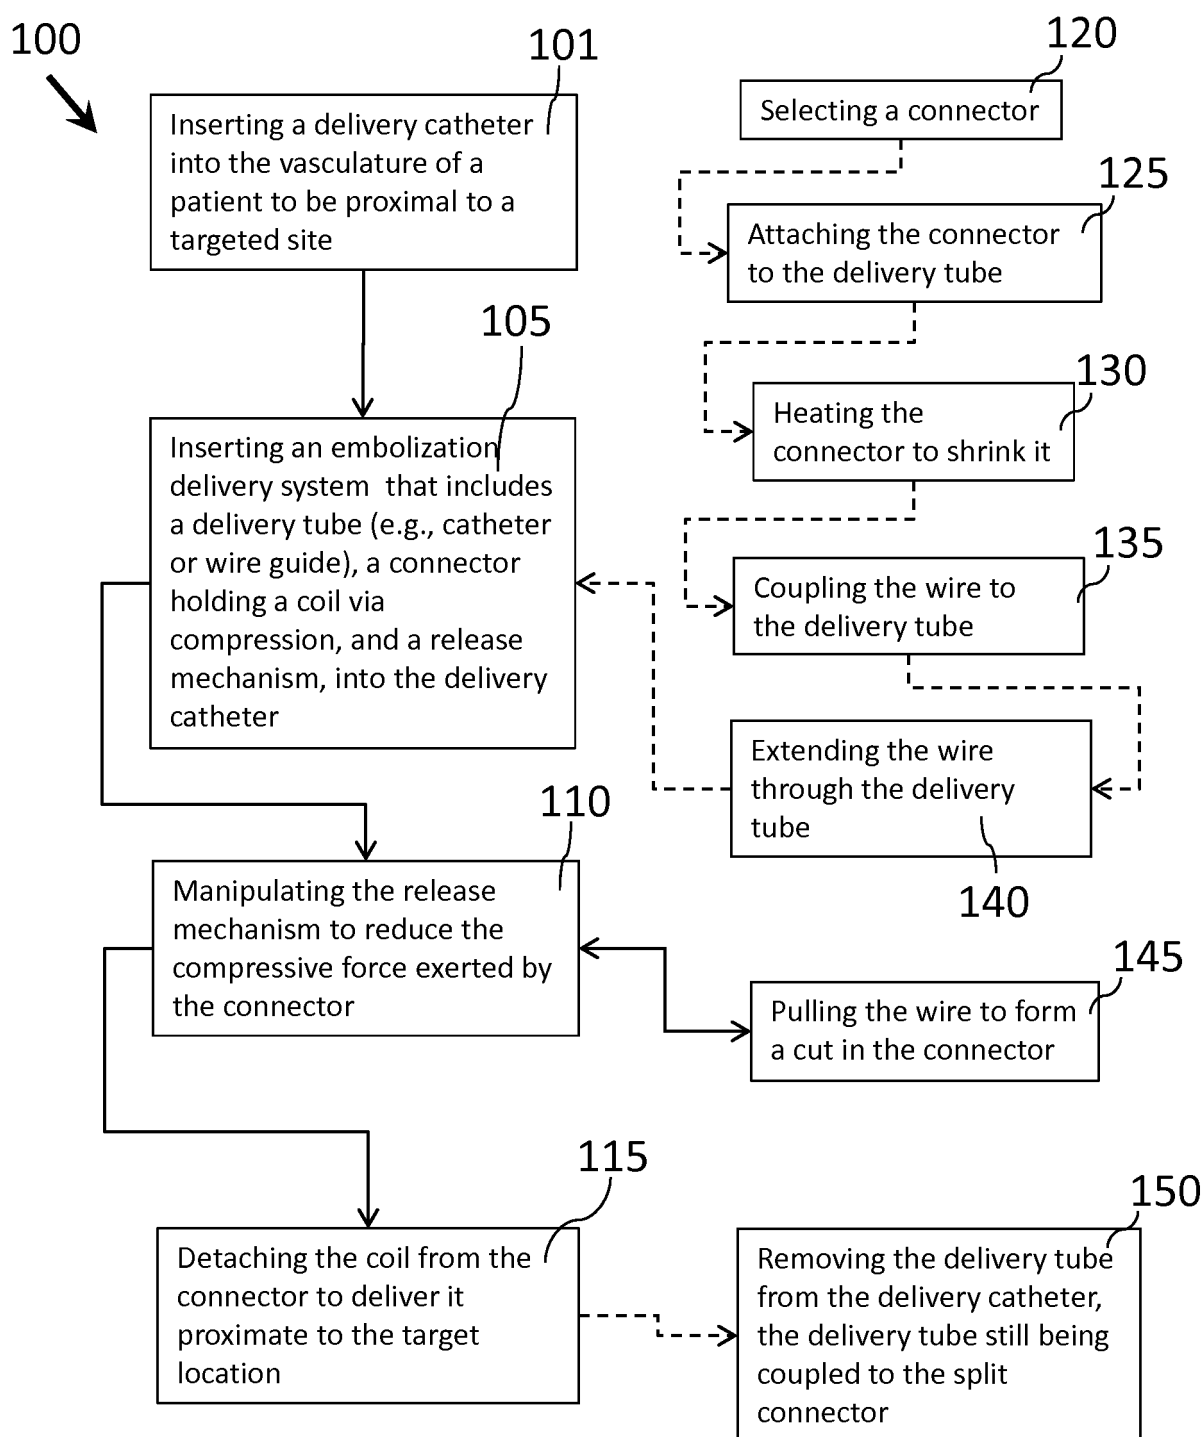 100
101
Inserting a delivery catheter
into the vasculature of a
patient to be proximal to a
targeted site
105
Inserting an embolization
delivery system that includes
a delivery tube (e.g., catheter
or wire guide), a connector
holding a coil via
compression, and a release
mechanism, into the delivery
catheter
110
Manipulating the release
mechanism to reduce the
compressive force exerted by
the connector
115
Detaching the coil from the
connector to deliver it
proximate to the target
location
120
Selecting a connector
125
Attaching the connector
to the delivery tube
130
Heating the
connector to shrink it
135
Coupling the wire to
the delivery tube
Extending the wire
through the delivery
tube
140
145
Pulling the wire to form
a cut in the connector
150
Removing the delivery tube
from the delivery catheter,
the delivery tube still being
coupled to the split
connector